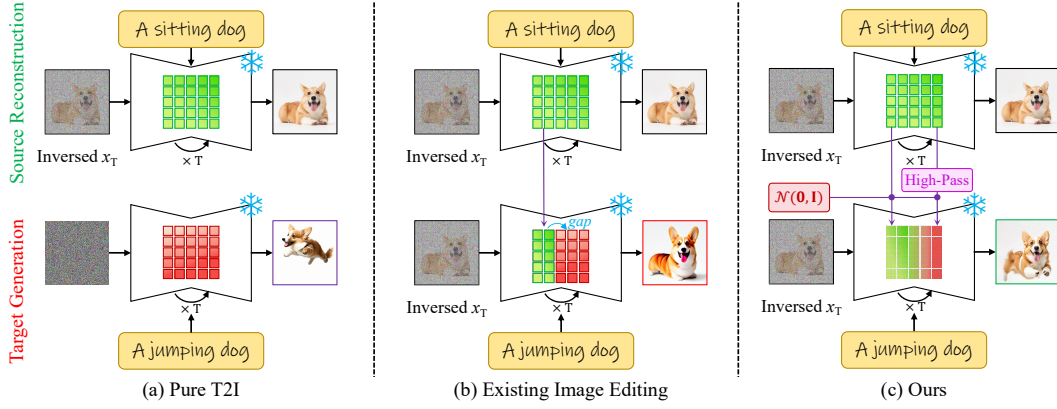 Source Reconstruction
A sitting dog
Inversed x_T
× T
Target Generation
× T
A jumping dog
(a) Pure T2I
A sitting dog
Inversed x_T
× T
gap
Inversed x_T
× T
A jumping dog
(b) Existing Image Editing
A sitting dog
Inversed x_T
× T
High-Pass
𝒩(0, I)
Inversed x_T
× T
A jumping dog
(c) Ours